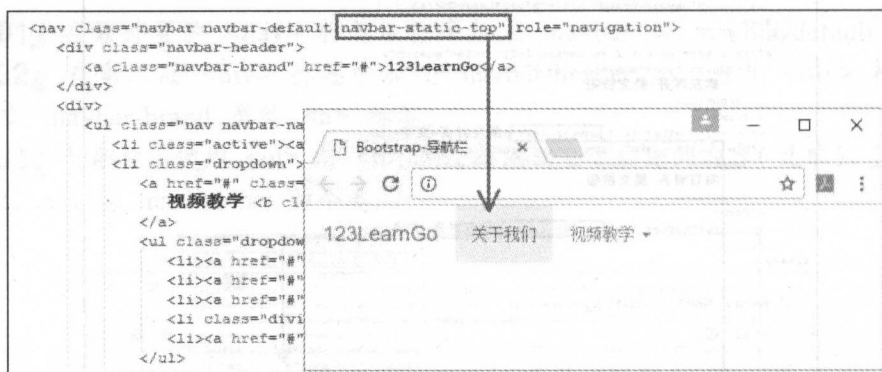 <nav class="navbar navbar-default navbar-static-top" role="navigation">
<div class="navbar-header">
<a class="navbar-brand" href="#">123LearnGo</a>
</div>
<div>
<ul class="nav navbar-na
<li class="active"><a
<li class="dropdown">
<a href="#" class=
视频教学 <b cl
</a>
<ul class="dropdow
<li><a href="#"
<li><a href="#"
<li><a href="#"
<li class="divi
<li><a href="#"
</ul>
Bootstrap-导航栏
123LearnGo 关于我们 视频教学